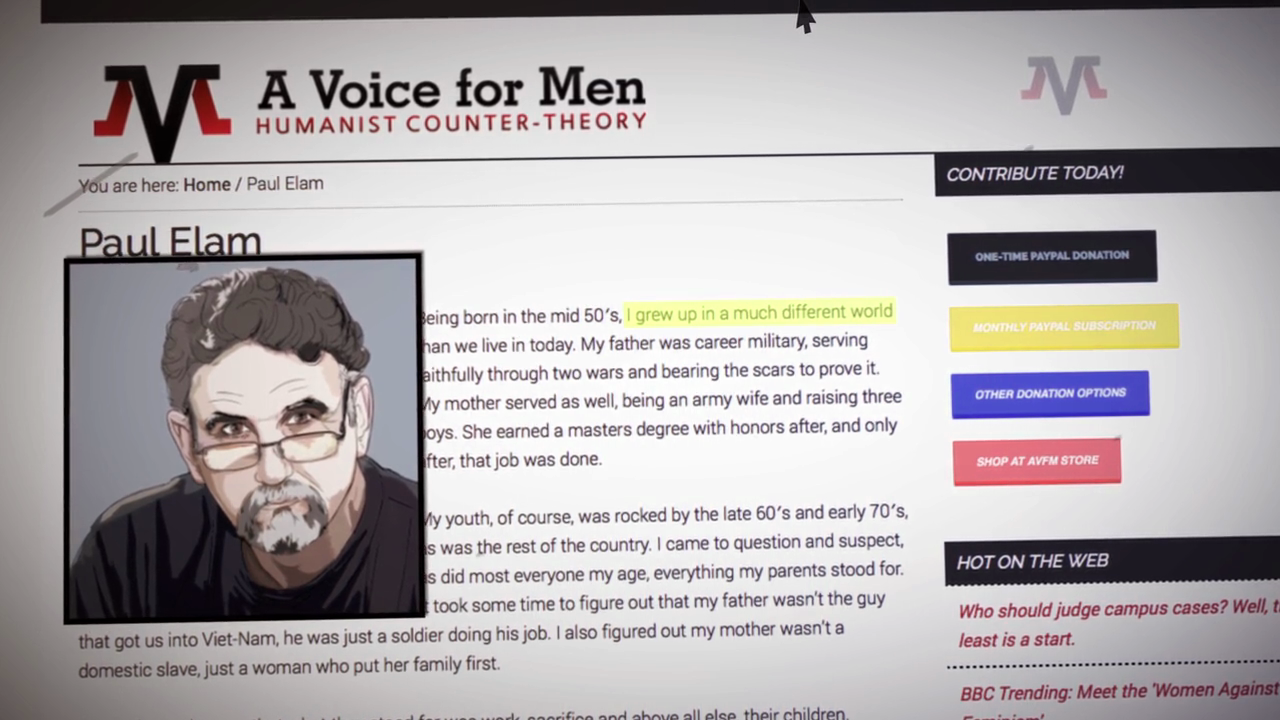 A Voice for Men
HUMANIST COUNTER-THEORY
You are here: Home / Paul Elam
Paul Elam
Being born in the mid 50's, I grew up in a much different world
than we live in today. My father was career military, serving
faithfully through two wars and bearing the scars to prove it.
My mother served as well, being an army wife and raising three
boys. She earned a masters degree with honors after, and only
after, that job was done.
My youth, of course, was rocked by the late 60's and early 70's,
as was the rest of the country. I came to question and suspect,
as did most everyone my age, everything my parents stood for.
took some time to figure out that my father wasn't the guy
that got us into Viet-Nam, he was just a soldier doing his job. I also figured out my mother wasn't a
domestic slave, just a woman who put her family first.
work, sacrifice and above all else, their children.
CONTRIBUTE TODAY!
ONE-TIME PAYPAL DONATION
MONTHLY PAYPAL SUBSCRIPTION
OTHER DONATION OPTIONS
SHOP AT AVFM STORE
HOT ON THE WEB
Who should judge campus cases? Well, t
least is a start.
BBC Trending: Meet the 'Women Against
Feminism'